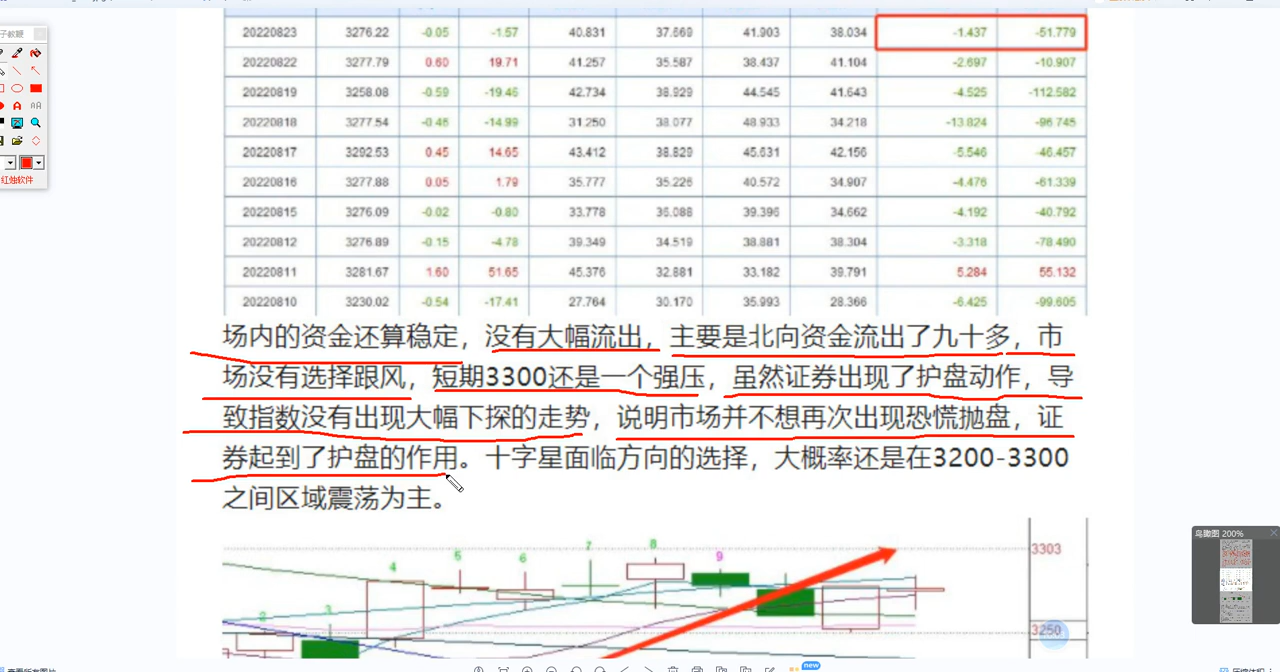 子教鞭
红烛软件
20220823 3276.22 -0.05 -1.57 40.831 37.669 41.903 38.034 -1.437 -51.779
20220822 3277.79 0.60 19.71 41.257 35.587 38.437 41.104 -2.697 -10.907
20220819 3258.08 -0.59 -19.46 42.734 38.929 44.545 41.643 -4.525 -112.582
20220818 3277.54 -0.46 -14.99 31.250 38.077 48.933 34.218 -13.824 -96.745
20220817 3292.53 0.45 14.65 43.412 38.829 45.631 42.156 -5.546 -46.457
20220816 3277.88 0.05 1.79 35.777 35.226 40.572 34.907 -4.476 -61.339
20220815 3276.09 -0.02 -0.80 33.778 36.088 39.396 34.662 -4.192 -40.792
20220812 3276.89 -0.15 -4.78 39.349 34.519 38.881 38.304 -3.318 -78.490
20220811 3281.67 1.60 51.65 45.376 32.881 33.182 39.791 5.284 55.132
20220810 3230.02 -0.54 -17.41 27.764 30.170 35.993 28.366 -6.425 -99.605
场内的资金还算稳定，没有大幅流出，主要是北向资金流出了九十多，市
场没有选择跟风，短期3300还是一个强压，虽然证券出现了护盘动作，导
致指数没有出现大幅下探的走势，说明市场并不想再次出现恐慌抛盘，证
券起到了护盘的作用。十字星面临方向的选择，大概率还是在3200-3300
之间区域震荡为主。
鸟瞰图 200%
2 3 4 5 6 7 8 9
3303
3250
new